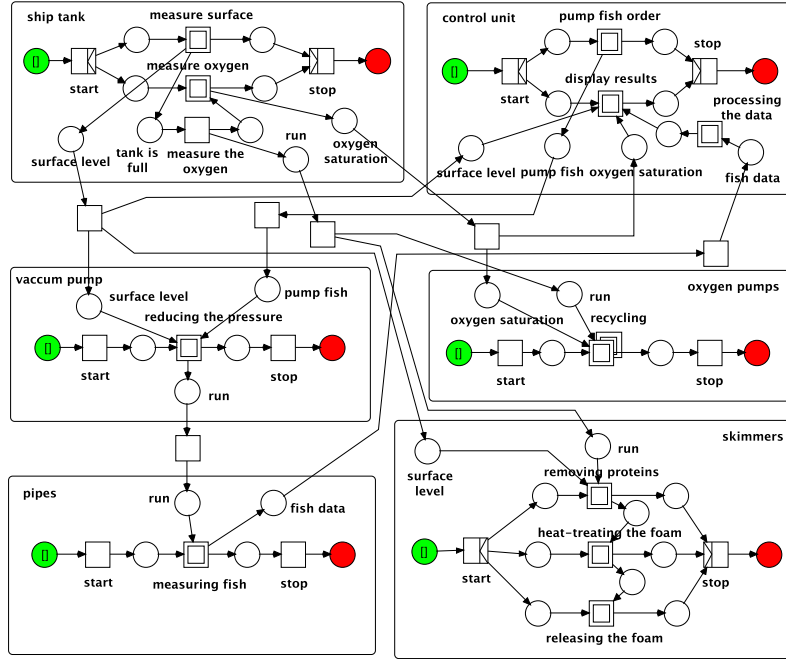 ship tank
measure surface
[]
measure oxygen
start
stop
surface level
tank is
full
measure the
oxygen
run
oxygen
saturation
control unit
pump fish order
stop
[]
display results
start
processing
the data
surface level
pump fish
oxygen saturation
fish data
vaccum pump
surface level
pump fish
reducing the pressure
[]
start
stop
run
oxygen pumps
run
oxygen saturation
recycling
[]
start
stop
pipes
run
fish data
[]
start
measuring fish
stop
skimmers
surface
level
run
removing proteins
heat-treating the foam
[]
start
stop
releasing the foam